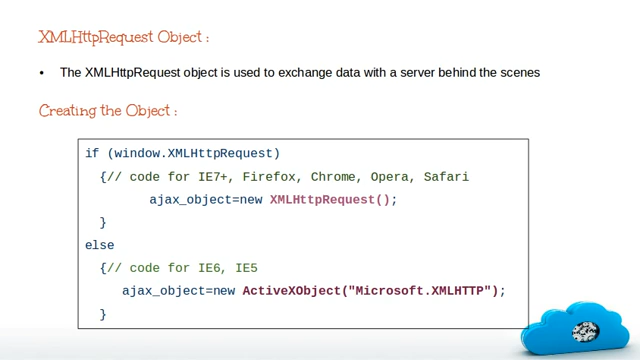 XMLHttpRequest Object :
• The XMLHttpRequest object is used to exchange data with a server behind the scenes
Creating the Object :
if (window.XMLHttpRequest)
{// code for IE7+, Firefox, Chrome, Opera, Safari
ajax_object=new XMLHttpRequest();
}
else
{// code for IE6, IE5
ajax_object=new ActiveXObject("Microsoft.XMLHTTP");
}